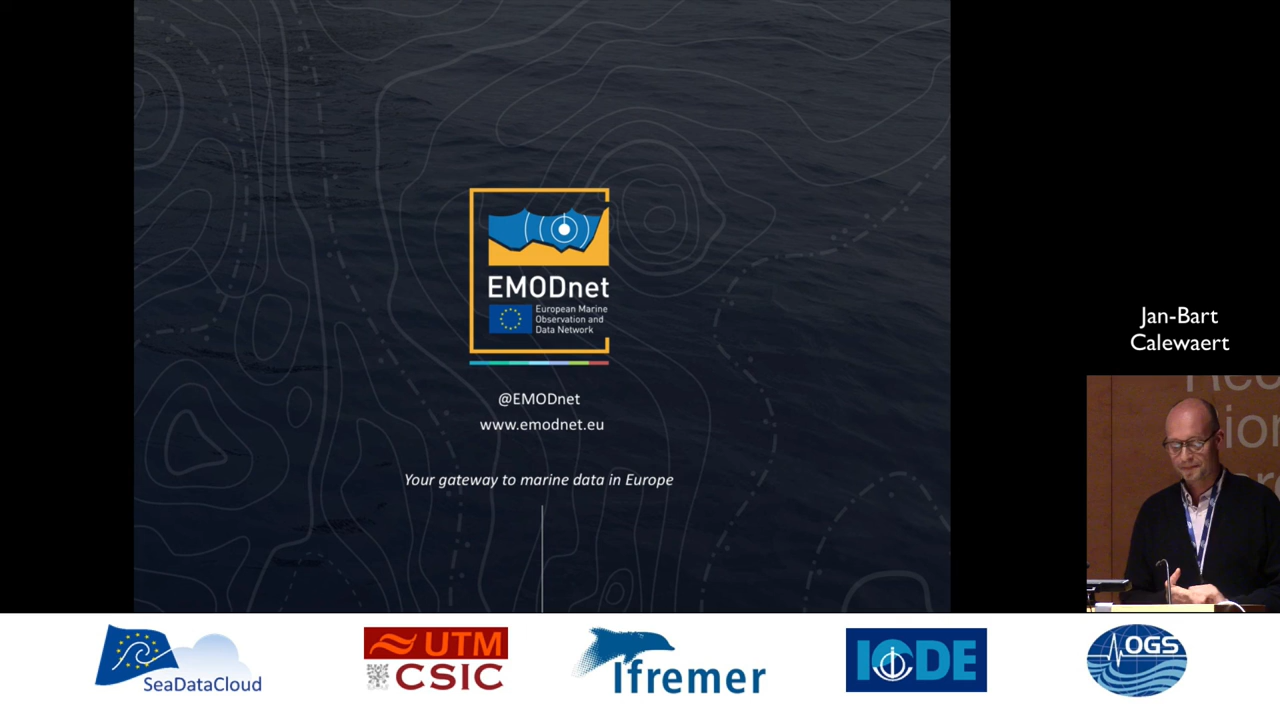 EMODnet
European Marine
Observation and
Data Network
@EMODnet
www.emodnet.eu
Your gateway to marine data in Europe
Jan-Bart
Calewaert
SeaDataCloud
UTM
CSIC
Ifremer
IODE
OGS